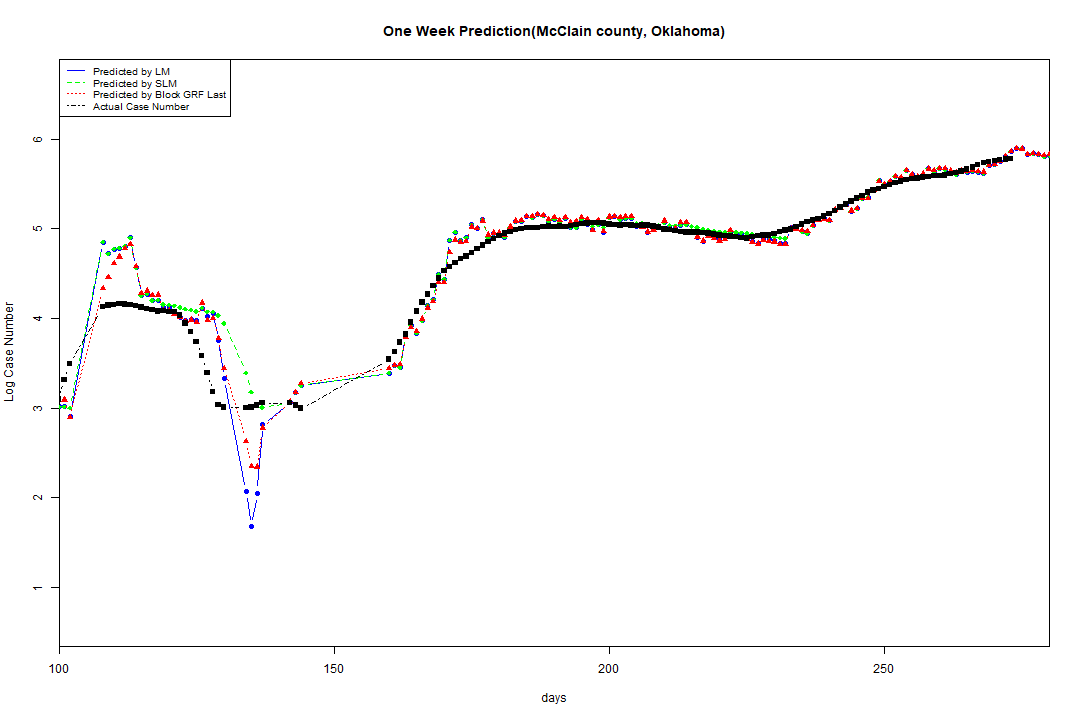 One Week Prediction(McClain county, Oklahoma)
Predicted by LM
Predicted by SLM
Predicted by Block GRF Last
Actual Case Number
6
5
4
3
2
1
Log Case Number
100 150 200 250
days